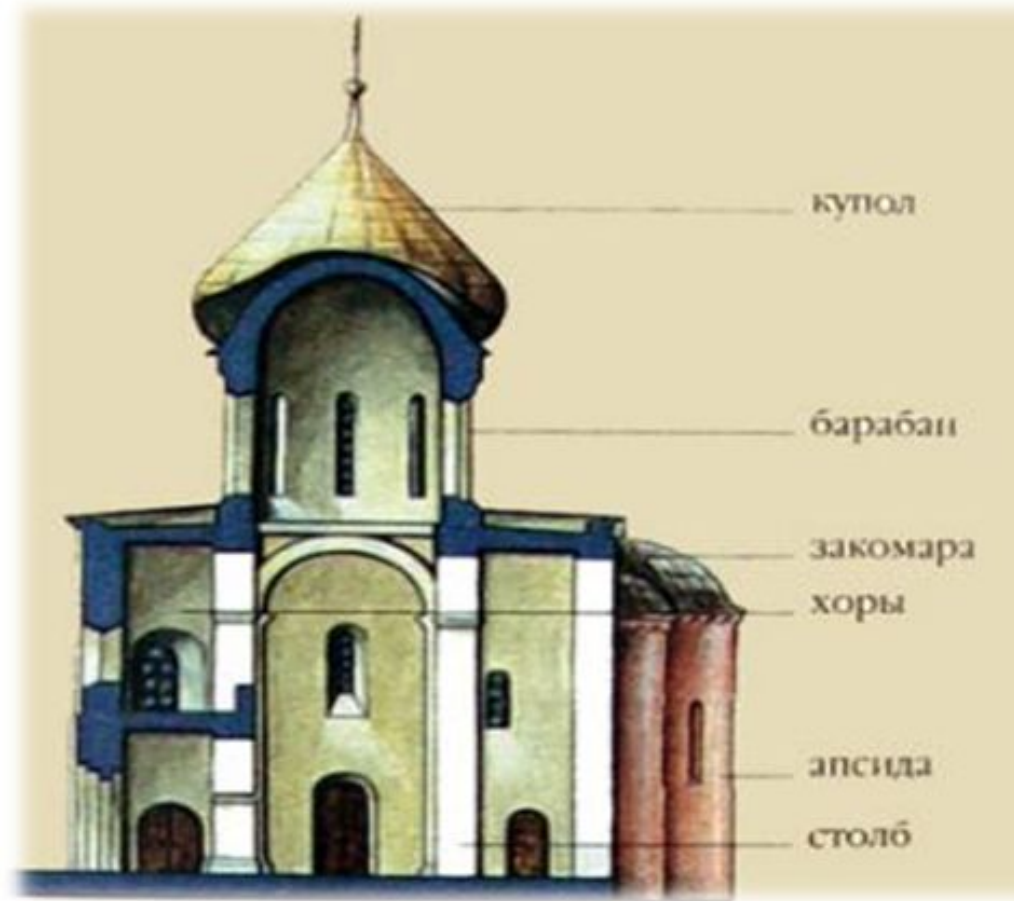 купол
барабан
закомара
хоры
апсида
столб